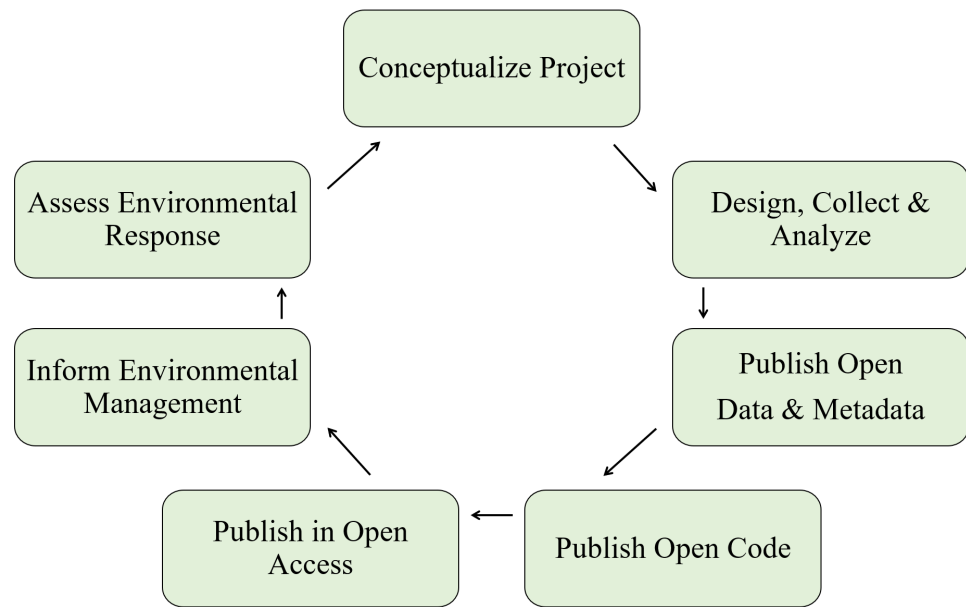 Conceptualize Project
Design, Collect &
Analyze
Publish Open
Data & Metadata
Publish Open Code
Publish in Open
Access
Inform Environmental
Management
Assess Environmental
Response